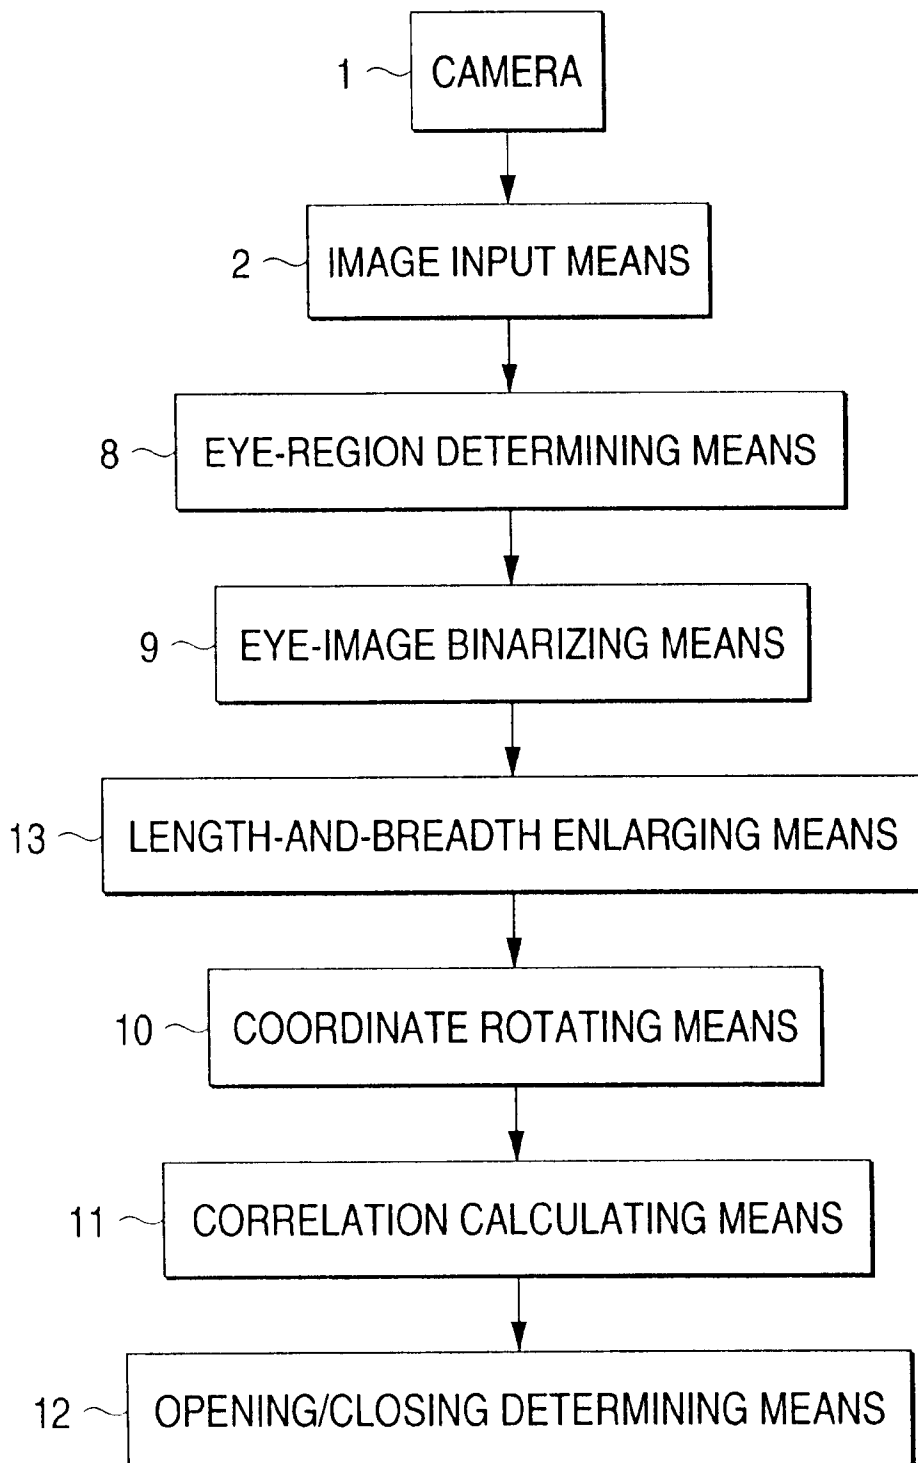 1 CAMERA
2 IMAGE INPUT MEANS
8 EYE-REGION DETERMINING MEANS
9 EYE-IMAGE BINARIZING MEANS
13 LENGTH-AND-BREADTH ENLARGING MEANS
10 COORDINATE ROTATING MEANS
11 CORRELATION CALCULATING MEANS
12 OPENING/CLOSING DETERMINING MEANS